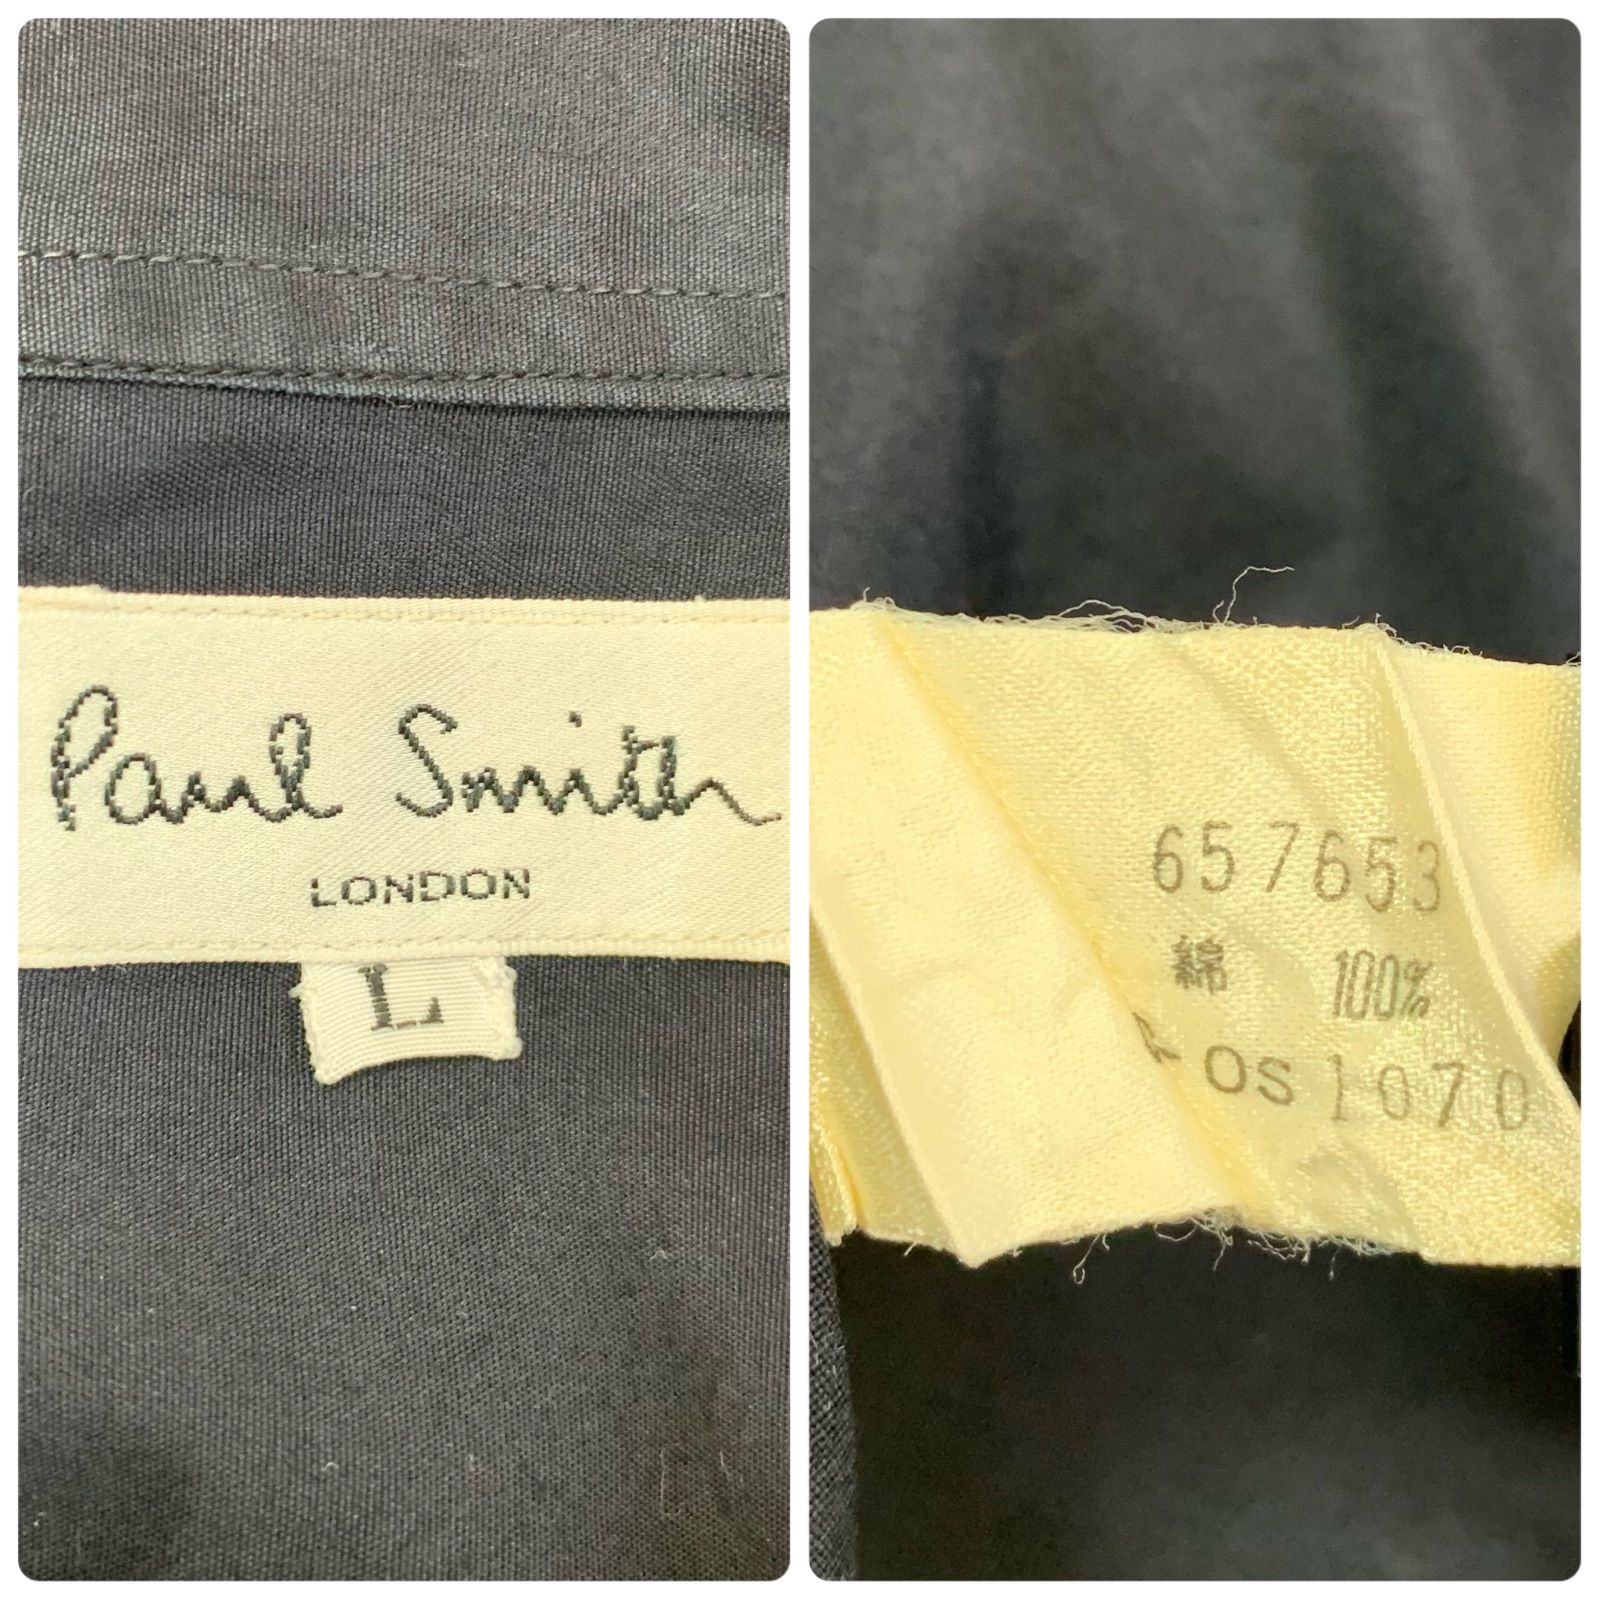 Paul Smith
LONDON
L
657653
綿 100%
OS1070